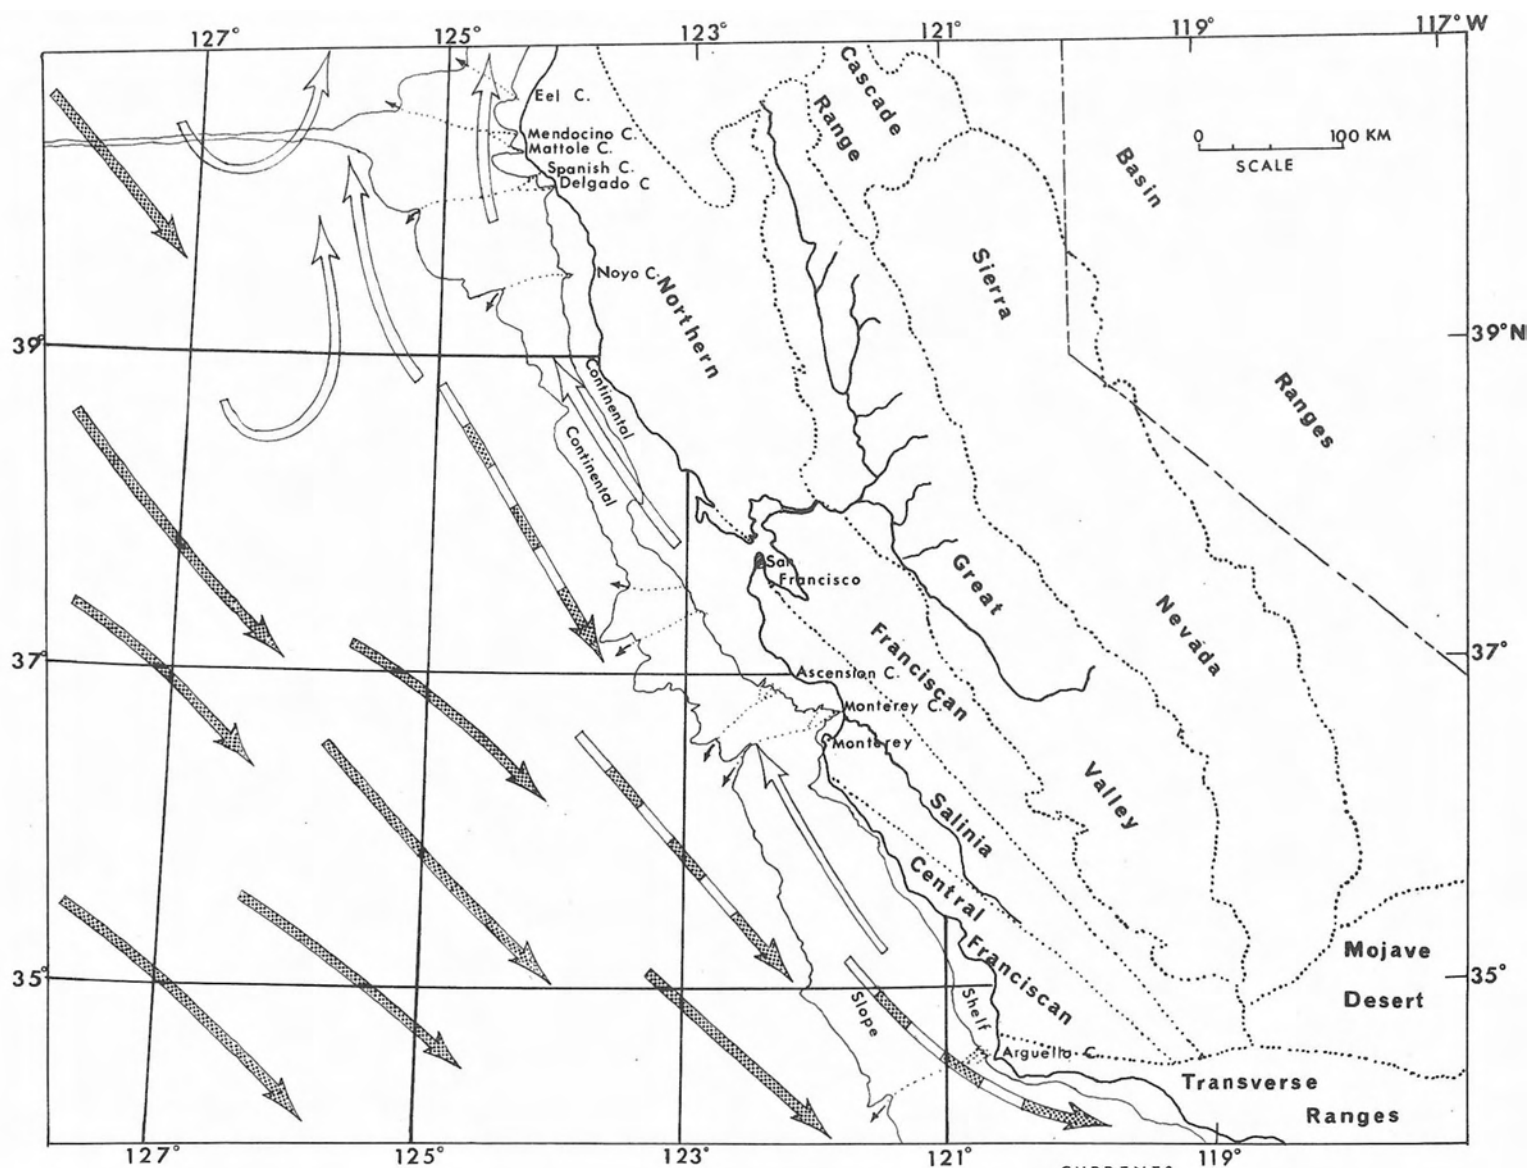 127°
125°
123°
121°
119°
117°W
Cascade
Range
Eel C.
Mendocino C.
Mattole C.
Spanish C.
Delgado C
Basin
0 100 KM
SCALE
Noyo C.
Northern
Sierra
39°
39°N
Continental
Continental
Ranges
San
Francisco
Great
Nevada
Franciscan
37°
37°
Ascension C.
Monterey C.
Monterey
Valley
Salinia
Central
Franciscan
Mojave
Desert
35°
35°
Slope
Shelf
Arguello C.
Transverse
Ranges
127°
125°
123°
121°
119°